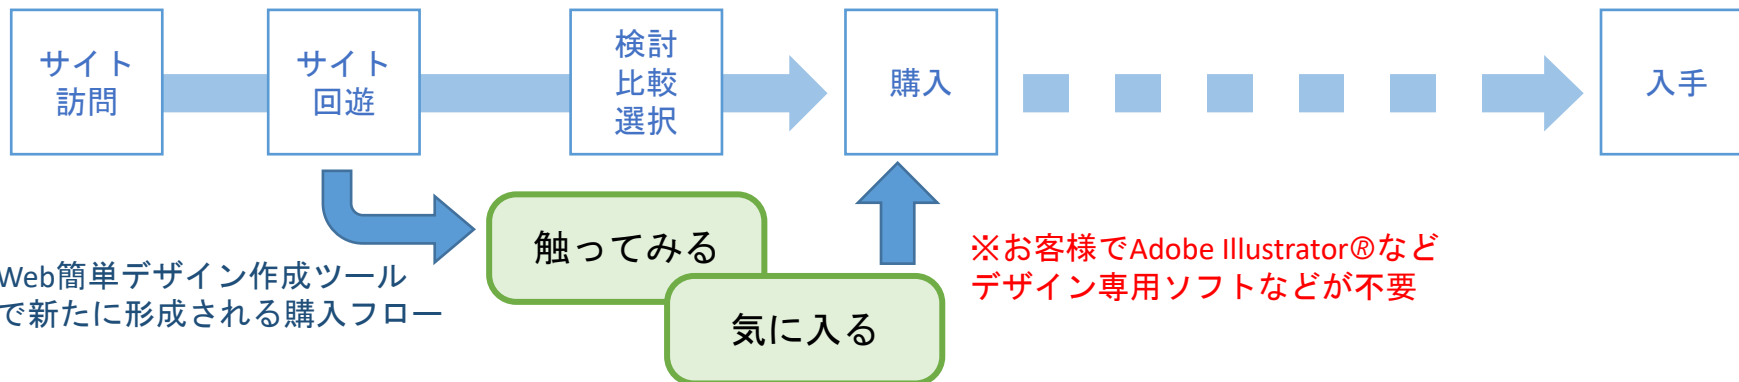 サイト
訪問
サイト
回遊
検討
比較
選択
購入
入手
触ってみる
気に入る
Web簡単デザイン作成ツール
で新たに形成される購入フロー
※お客様でAdobe Illustrator®など
デザイン専用ソフトなどが不要